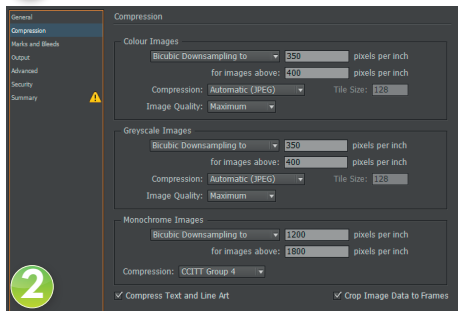 General
Compression
Marks and Bleeds
Output
Advanced
Security
Summary
Compression
Colour Images
Bicubic Downsampling to 350 pixels per inch
for images above: 400 pixels per inch
Compression: Automatic (JPEG) Tile Size: 128
Image Quality: Maximum
Greyscale Images
Bicubic Downsampling to 350 pixels per inch
for images above: 400 pixels per inch
Compression: Automatic (JPEG) Tile Size: 128
Image Quality: Maximum
Monochrome Images
Bicubic Downsampling to 1200 pixels per inch
for images above: 1800 pixels per inch
Compression: CCITT Group 4
Compress Text and Line Art Crop Image Data to Frames
2